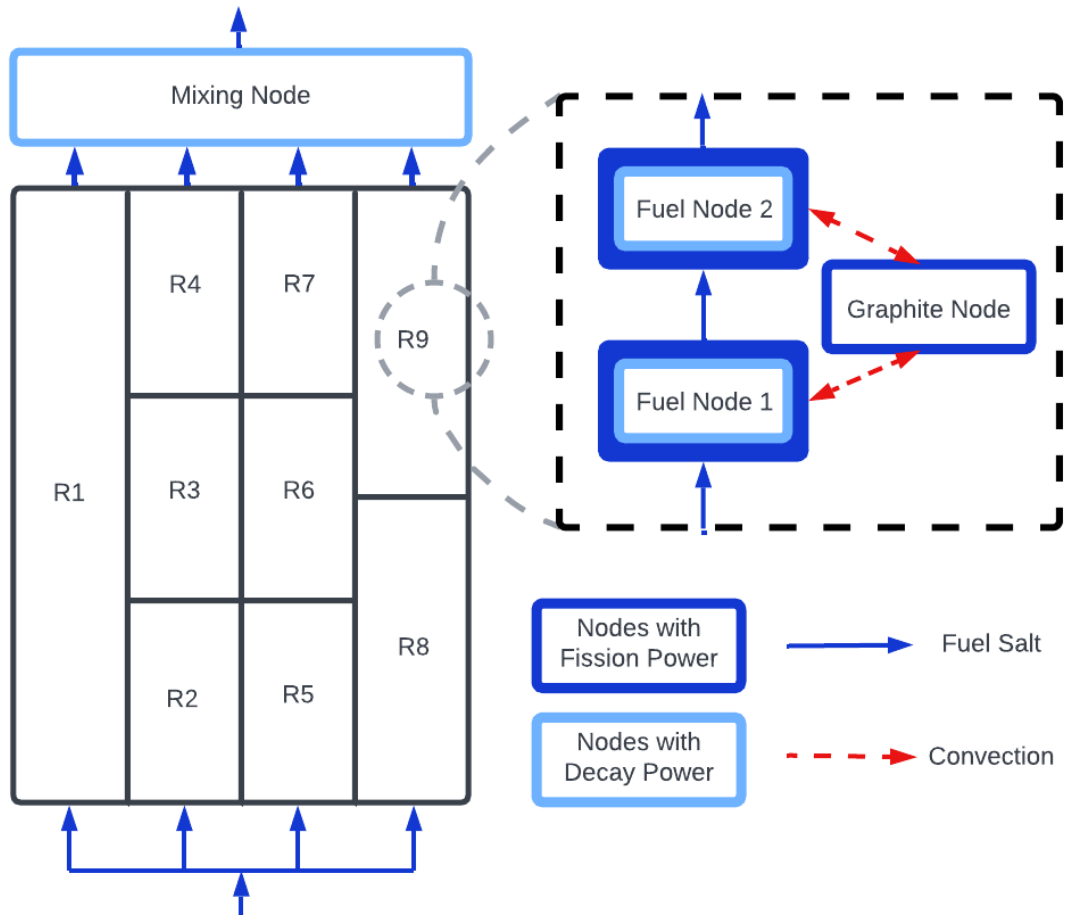 Mixing Node
R1
R2
R3
R4
R5
R6
R7
R8
R9
Fuel Node 2
Graphite Node
Fuel Node 1
Nodes with
Fission Power
Fuel Salt
Nodes with
Decay Power
Convection